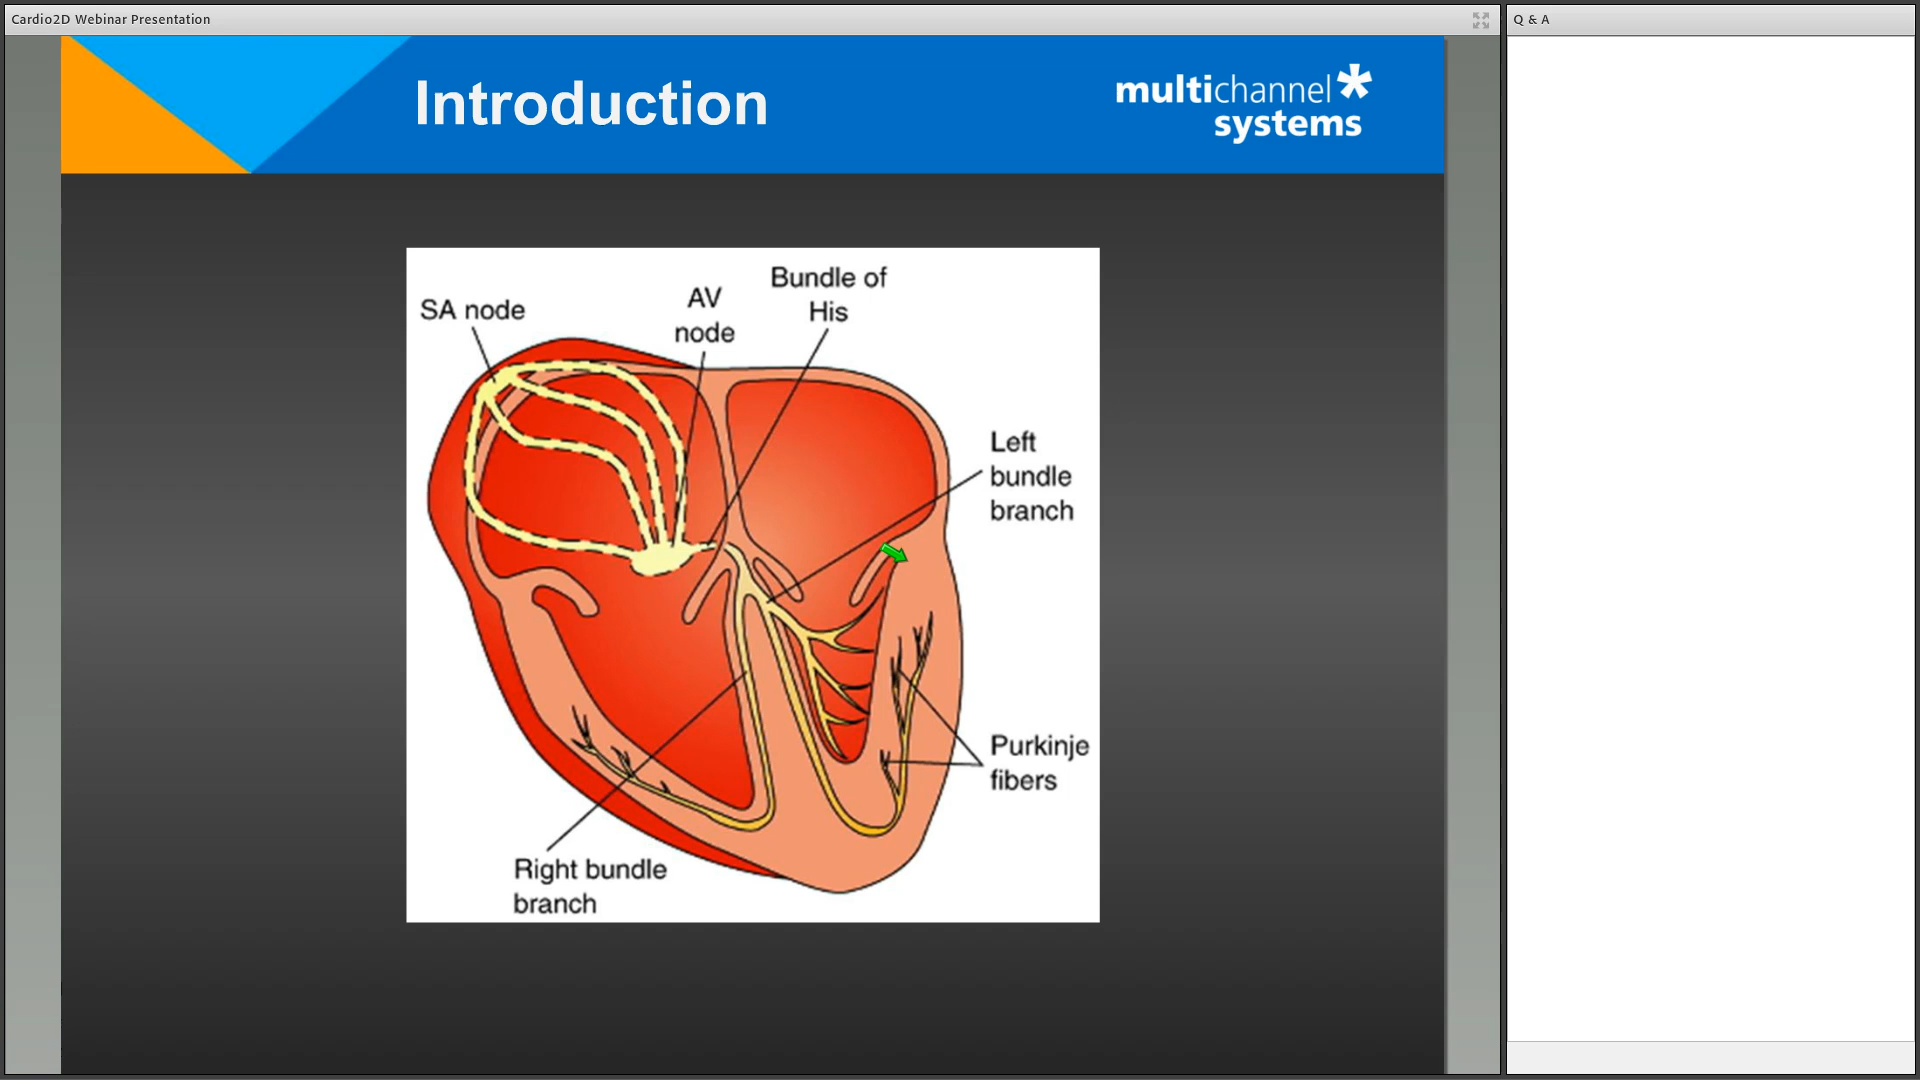 Cardio2D Webinar Presentation
Q & A
Introduction
multichannel
systems
SA node
AV
node
Bundle of
His
Left
bundle
branch
Purkinje
fibers
Right bundle
branch